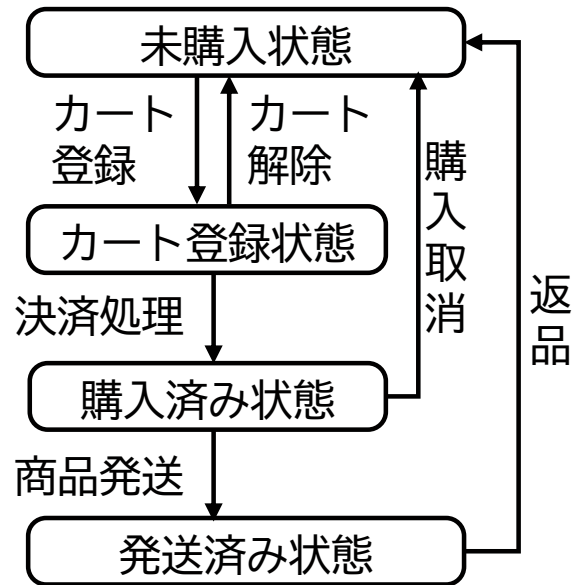 未購入状態
カート
登録
カート
解除
購入取消
カート登録状態
決済処理
返品
購入済み状態
商品発送
発送済み状態